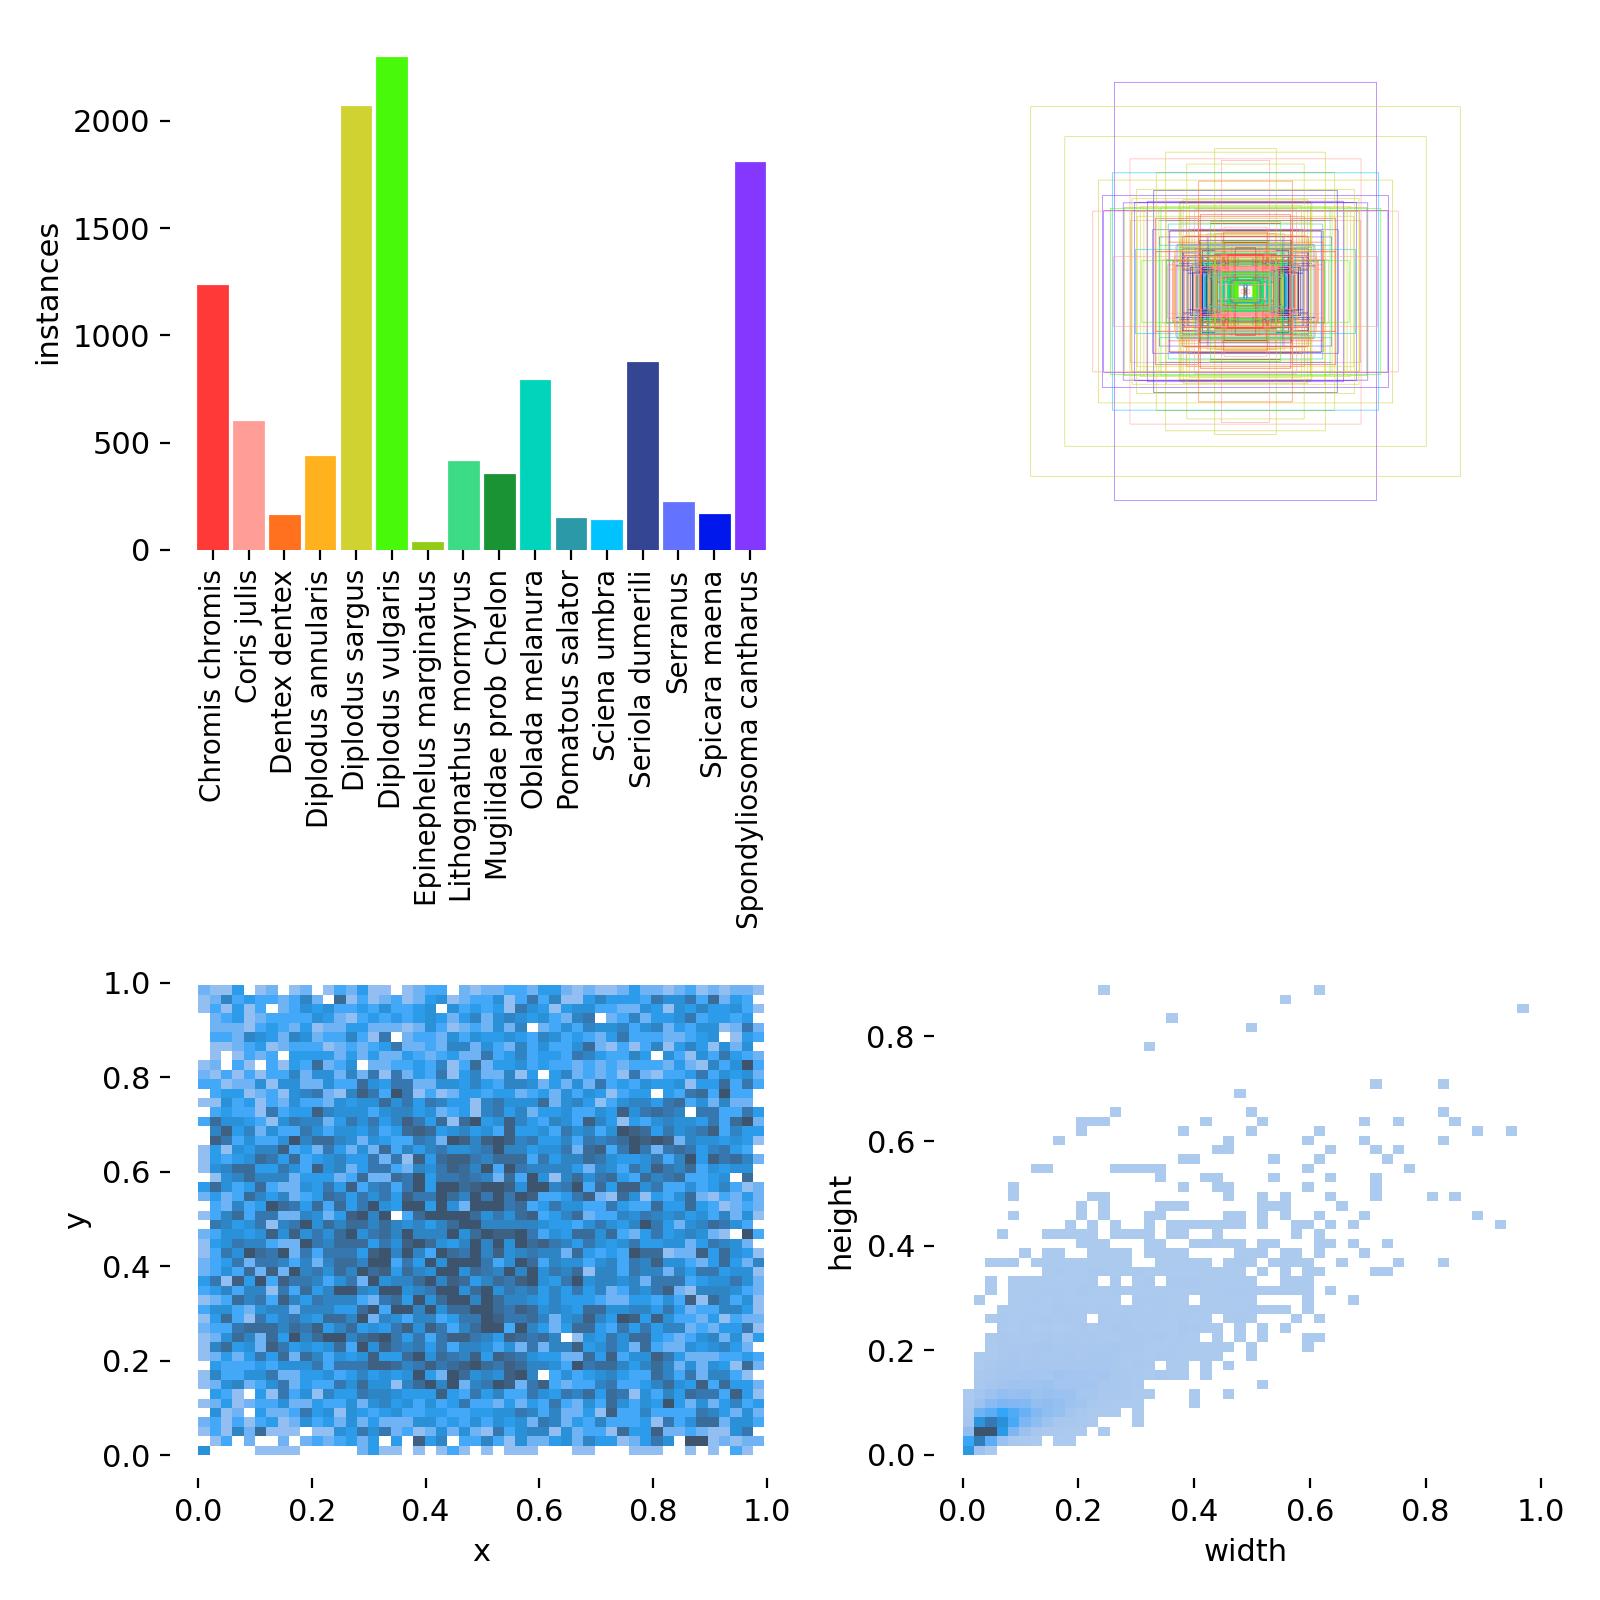 instances
2000
1500
1000
500
0
Chromis chromis
Coris julis
Dentex dentex
Diplodus annularis
Diplodus sargus
Diplodus vulgaris
Epinephelus marginatus
Lithognathus mormyrus
Mugilidae prob Chelon
Oblada melanura
Pomatous salator
Sciena umbra
Seriola dumerili
Serranus
Spicara maena
Spondyliosoma cantharus
y
1.0
0.8
0.6
0.4
0.2
0.0
0.0 0.2 0.4 0.6 0.8 1.0
x
height
0.8
0.6
0.4
0.2
0.0
0.0 0.2 0.4 0.6 0.8 1.0
width